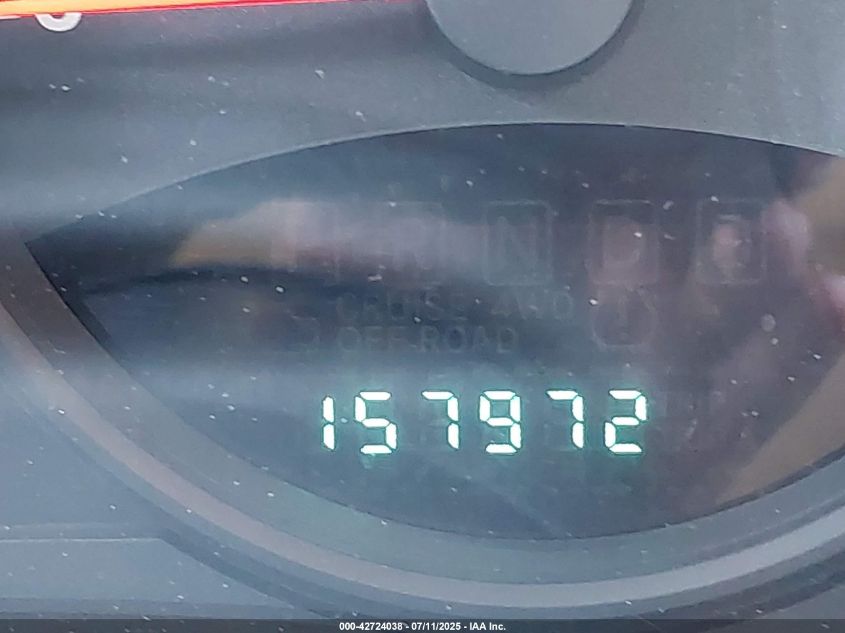 R N D
CRUISE 4WD
OFF ROAD
157972
000-42724038 - 07/11/2025 - IAA Inc.